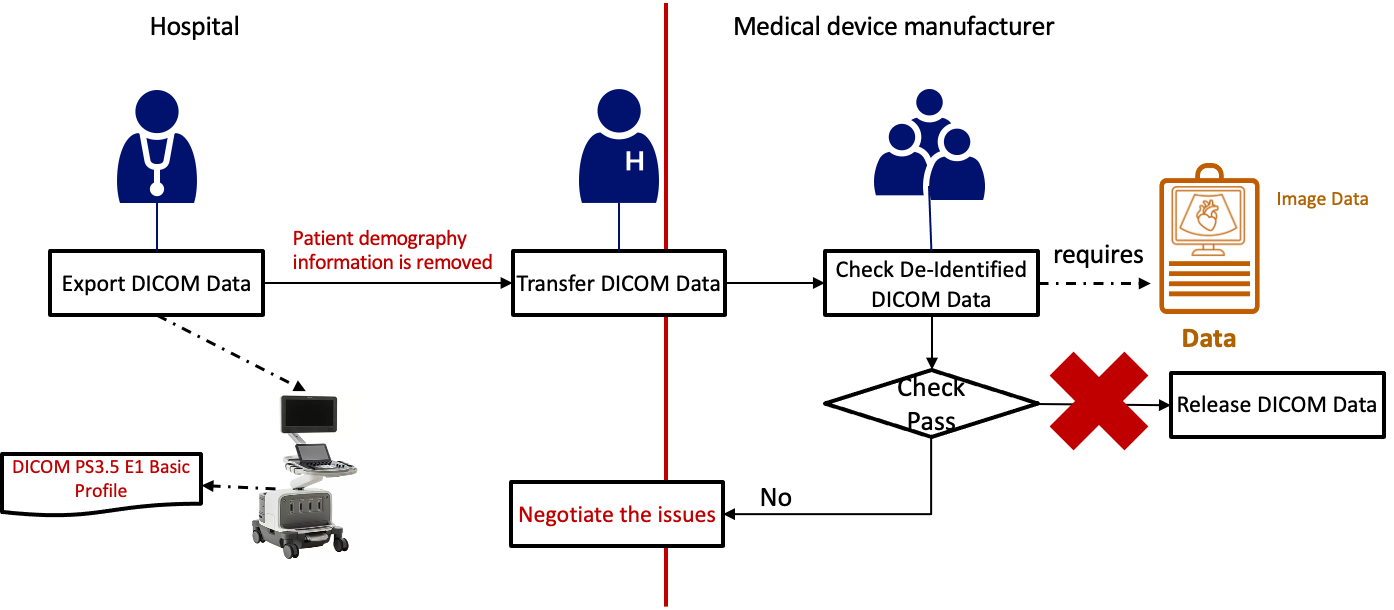 Hospital
Medical device manufacturer
H
Patient demography
information is removed
Export DICOM Data
Transfer DICOM Data
Check De-Identified
DICOM Data
requires
Image Data
Data
Check
Pass
Release DICOM Data
DICOM PS3.5 E1 Basic
Profile
No
Negotiate the issues